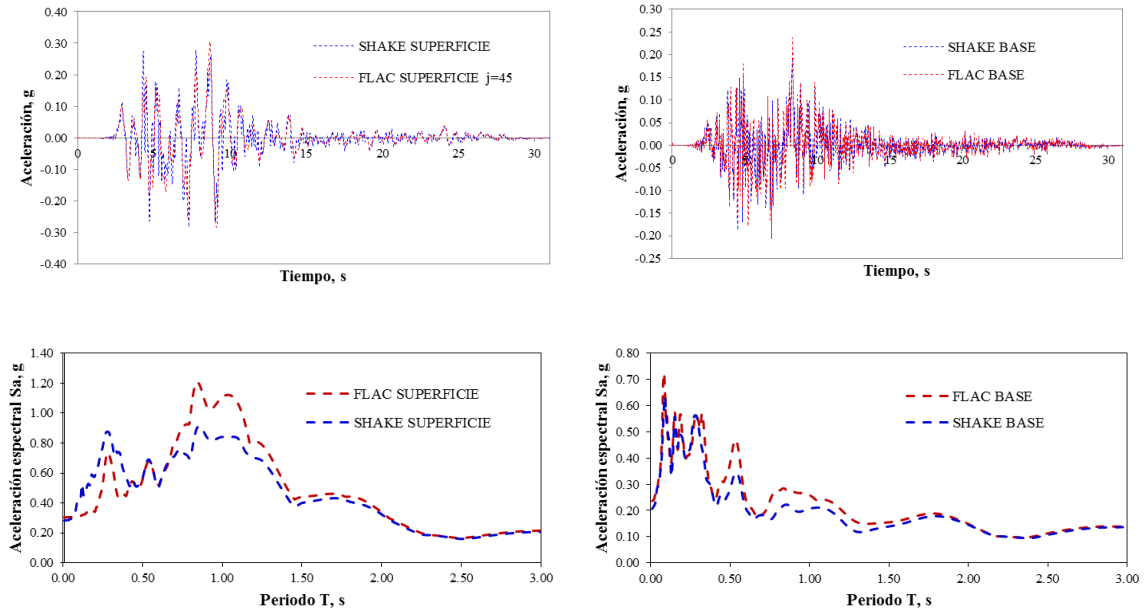 0.40
0.30
0.20
0.10
0.00
-0.10
-0.20
-0.30
-0.40
Aceleración, g
0 5 10 15 20 25 30
SHAKE SUPERFICIE
FLAC SUPERFICIE j=45
Tiempo, s
0.30
0.25
0.20
0.15
0.10
0.05
0.00
-0.05
-0.10
-0.15
-0.20
-0.25
Aceleración, g
0 5 10 15 20 25 30
SHAKE BASE
FLAC BASE
Tiempo, s
1.40
1.20
1.00
0.80
0.60
0.40
0.20
0.00
Aceleración espectral Sa, g
FLAC SUPERFICIE
SHAKE SUPERFICIE
0.00 0.50 1.00 1.50 2.00 2.50 3.00
Periodo T, s
0.80
0.70
0.60
0.50
0.40
0.30
0.20
0.10
0.00
Aceleración espectral Sa, g
FLAC BASE
SHAKE BASE
0.00 0.50 1.00 1.50 2.00 2.50 3.00
Periodo T, s